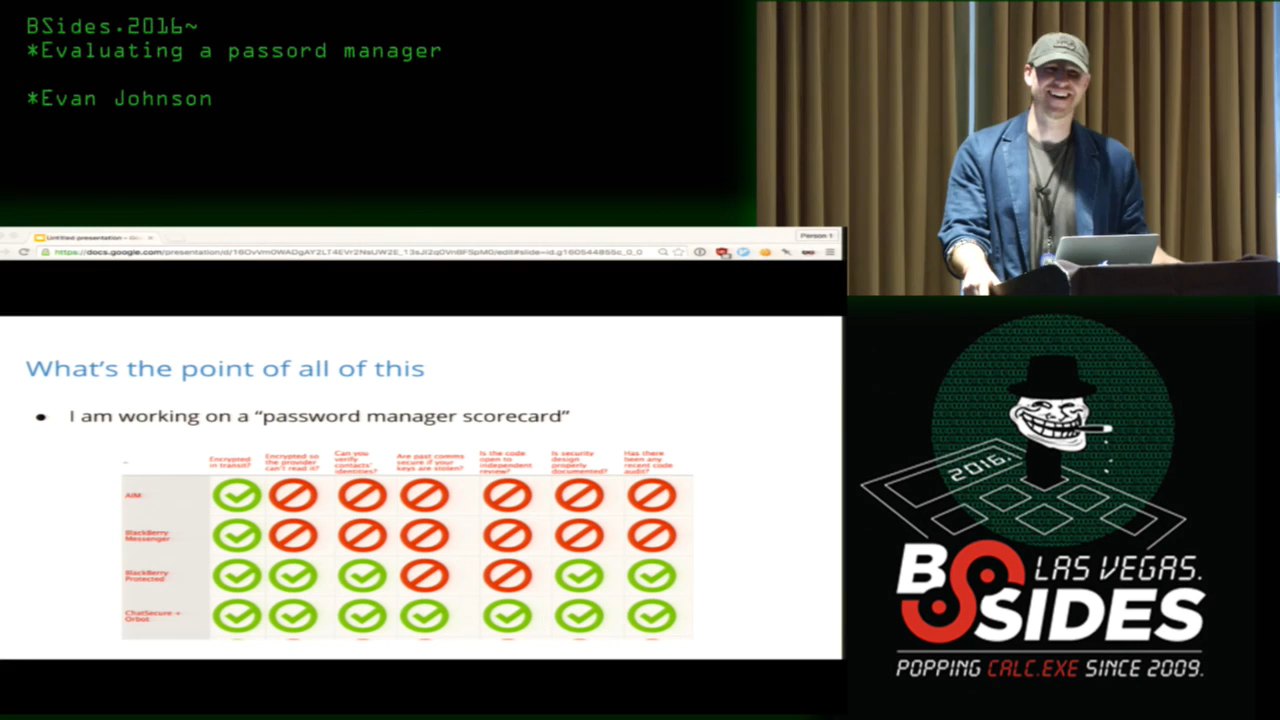 BSides.2016~
*Evaluating a passord manager
*Evan Johnson
Untitled presentation -
Person 1
What's the point of all of this
● I am working on a "password manager scorecard"
Encrypted in transit?
Encrypted so the provider can't read it?
Can you verify contacts' identities?
Are past comms secure if your keys are stolen?
Is the code open to independent review?
Is security design properly documented?
Has there been any recent code audit?
AIM
BlackBerry Messenger
BlackBerry Protected
ChatSecure + Orbot
2016.
BSIDES
LAS VEGAS.
POPPING CALC.EXE SINCE 2009.